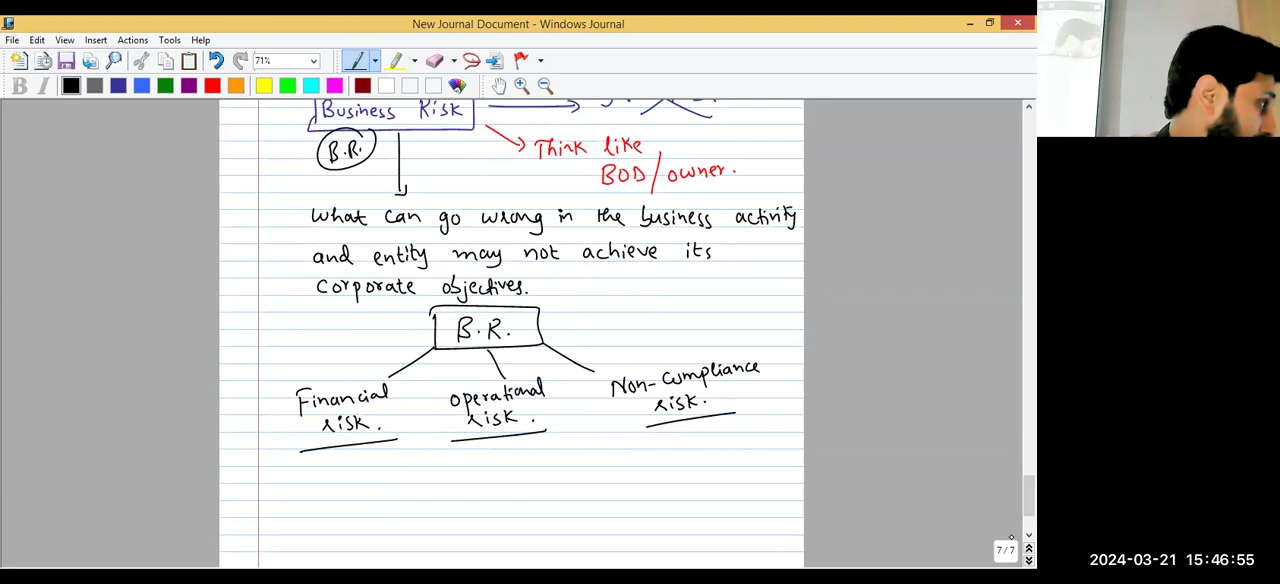 New Journal Document - Windows Journal
File Edit View Insert Actions Tools Help
71%
B I
Business Risk
B.R.
Think like
BOD/owner.
What can go wrong in the business activity
and entity may not achieve its
corporate objectives.
B.R.
Financial risk.
operational risk.
Non-compliance risk.
7 / 7
2024-03-21 15:46:55